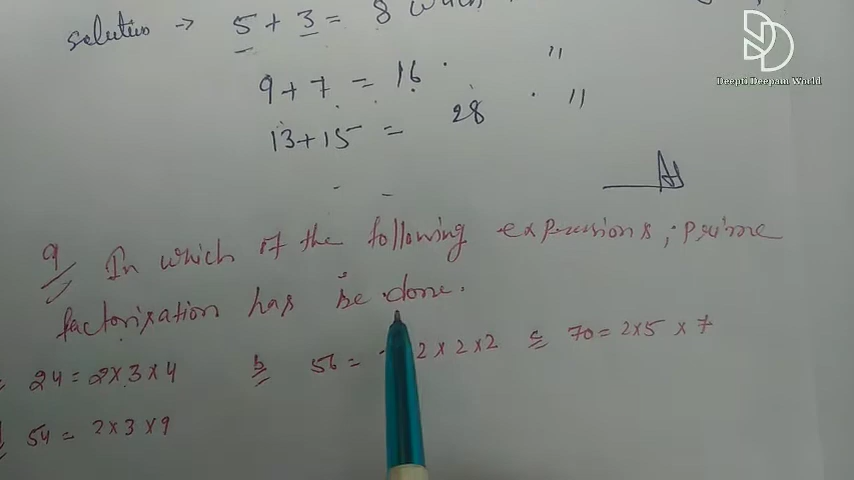 Deepti Deepam World
solution → 5 + 3 = 8
9 + 7 = 16 "
13 + 15 = 28 "
Q In which of the following expressions, prime
factorization has be done.
24 = 2 × 3 × 4 b 56 = 2 × 2 × 2 c 70 = 2 × 5 × 7
54 = 2 × 3 × 9